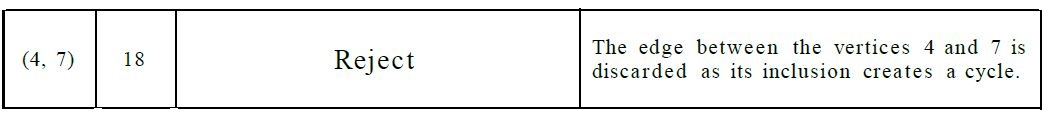 (4, 7) 18 Reject The edge between the vertices 4 and 7 is
discarded as its inclusion creates a cycle.